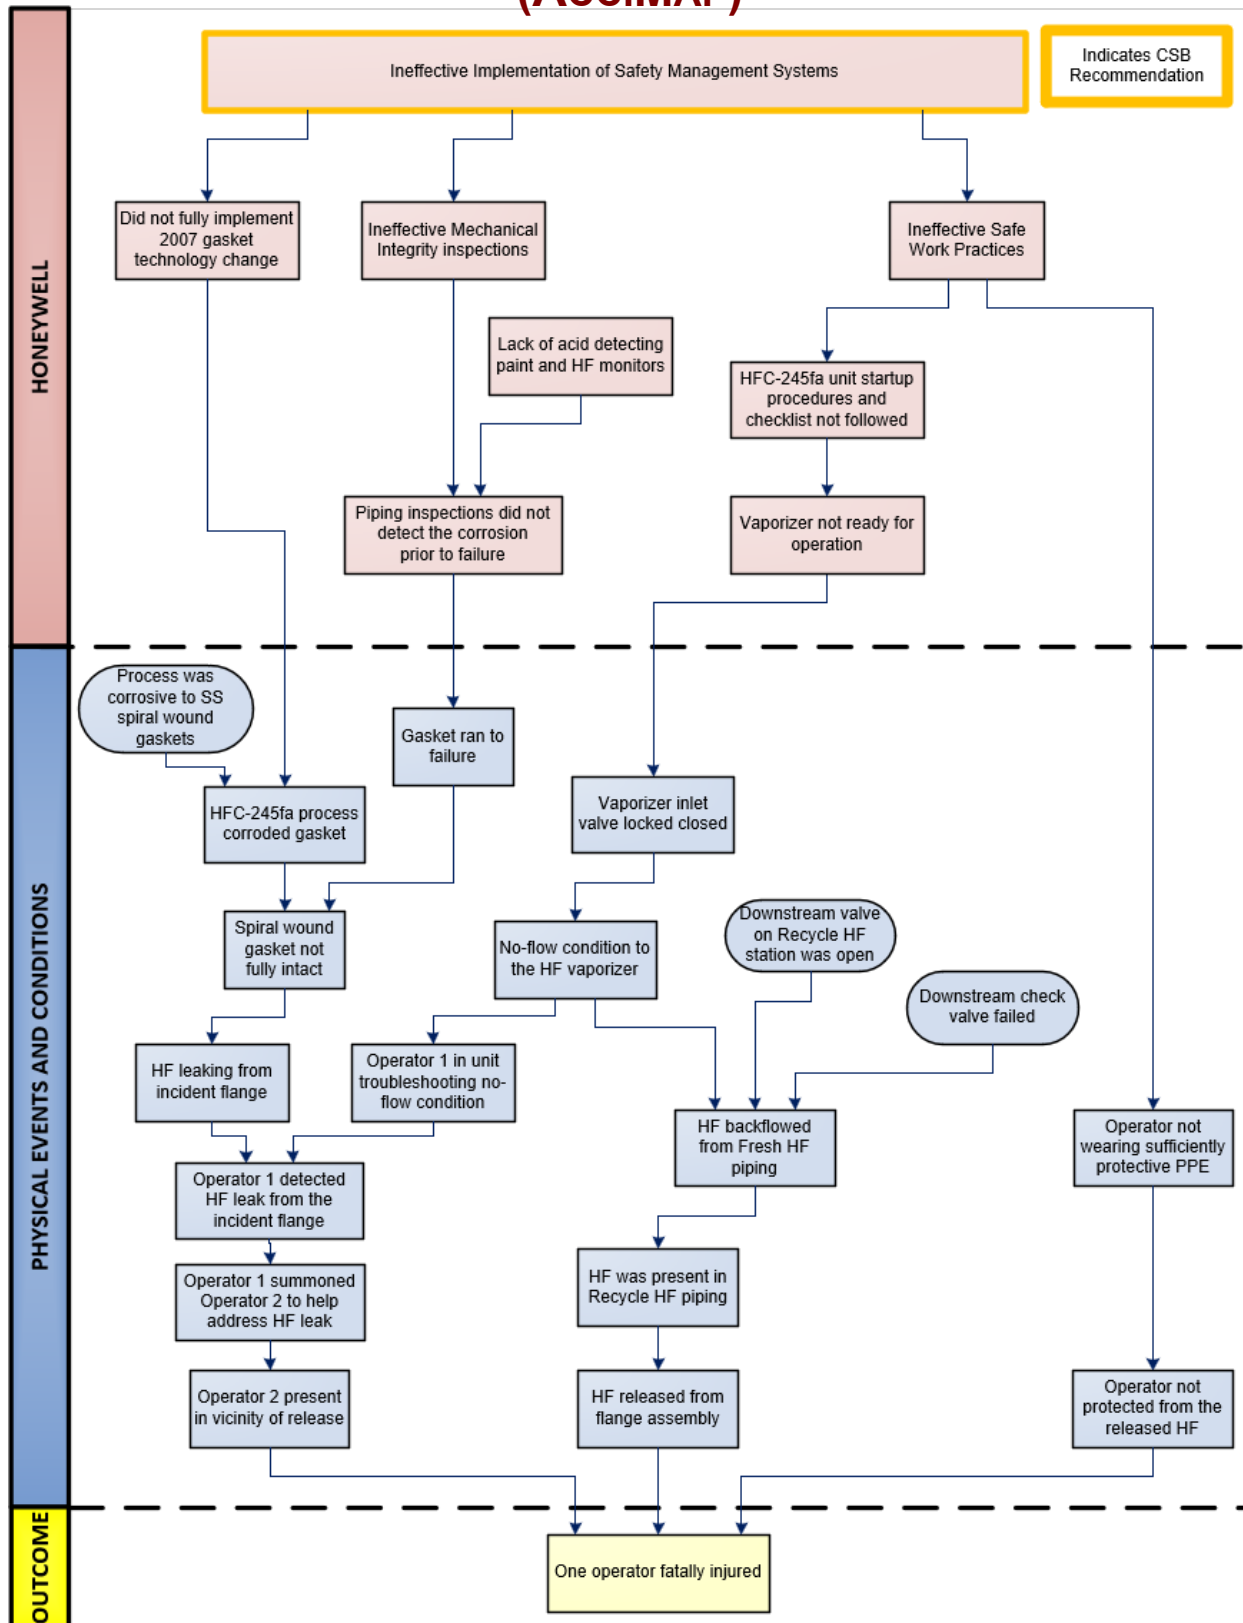 (ACCIMAP)
Ineffective Implementation of Safety Management Systems
Indicates CSB
Recommendation
HONEYWELL
Did not fully implement
2007 gasket
technology change
Ineffective Mechanical
Integrity inspections
Ineffective Safe
Work Practices
Lack of acid detecting
paint and HF monitors
HFC-245fa unit startup
procedures and
checklist not followed
Piping inspections did not
detect the corrosion
prior to failure
Vaporizer not ready for
operation
PHYSICAL EVENTS AND CONDITIONS
Process was
corrosive to SS
spiral wound
gaskets
Gasket ran to
failure
HFC-245fa process
corroded gasket
Vaporizer inlet
valve locked closed
Spiral wound
gasket not
fully intact
No-flow condition to
the HF vaporizer
Downstream valve
on Recycle HF
station was open
Downstream check
valve failed
HF leaking from
incident flange
Operator 1 in unit
troubleshooting no-
flow condition
HF backflowed
from Fresh HF
piping
Operator not
wearing sufficiently
protective PPE
Operator 1 detected
HF leak from the
incident flange
Operator 1 summoned
Operator 2 to help
address HF leak
HF was present in
Recycle HF piping
Operator 2 present
in vicinity of release
HF released from
flange assembly
Operator not
protected from the
released HF
OUTCOME
One operator fatally injured